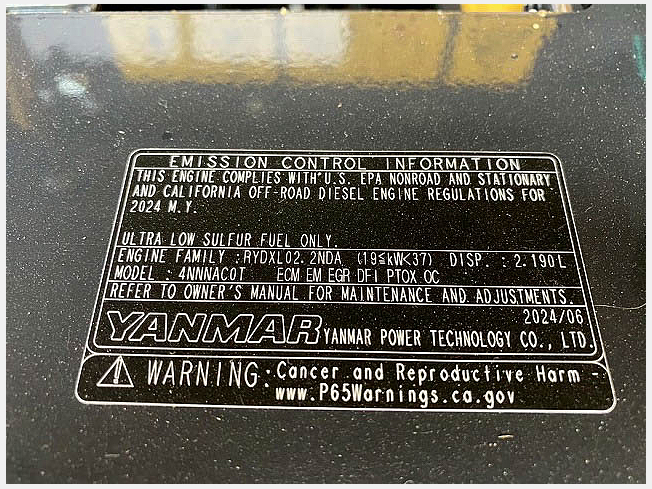 EMISSION CONTROL INFORMATION
THIS ENGINE COMPLIES WITH U.S. EPA NONROAD AND STATIONARY
AND CALIFORNIA OFF-ROAD DIESEL ENGINE REGULATIONS FOR
2024 M.Y.
ULTRA LOW SULFUR FUEL ONLY.
ENGINE FAMILY : RYDXL02.2NDA (19≦kW<37) DISP. : 2.190 L
MODEL : 4NNNAC0T ECM EM EGR DFI PTOX OC
REFER TO OWNER'S MANUAL FOR MAINTENANCE AND ADJUSTMENTS.
2024/06
YANMAR YANMAR POWER TECHNOLOGY CO., LTD.
WARNING: Cancer and Reproductive Harm -
www.P65Warnings.ca.gov